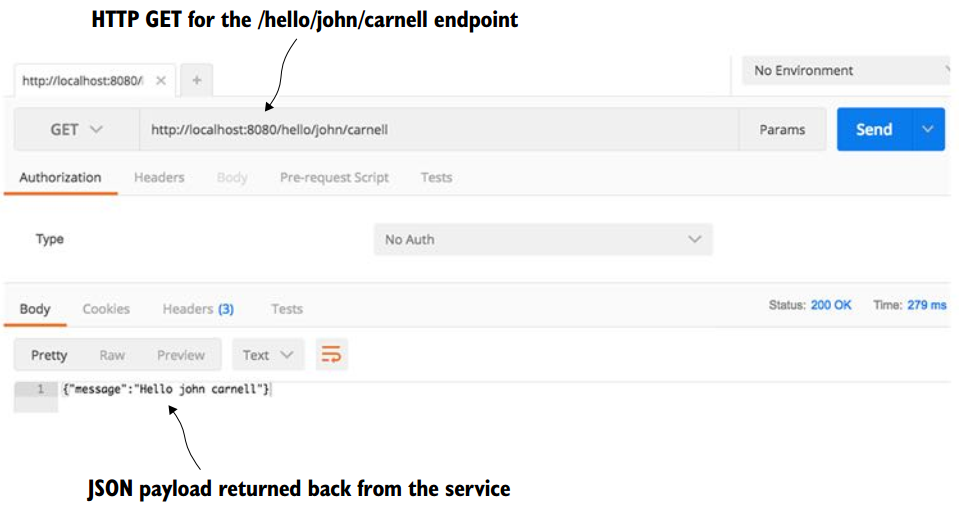 HTTP GET for the /hello/john/carnell endpoint
http://localhost:8080/
No Environment
GET http://localhost:8080/hello/john/carnell Params Send
Authorization Headers Body Pre-request Script Tests
Type No Auth
Body Cookies Headers (3) Tests Status: 200 OK Time: 279 ms
Pretty Raw Preview Text
1 {"message":"Hello john carnell"}
JSON payload returned back from the service